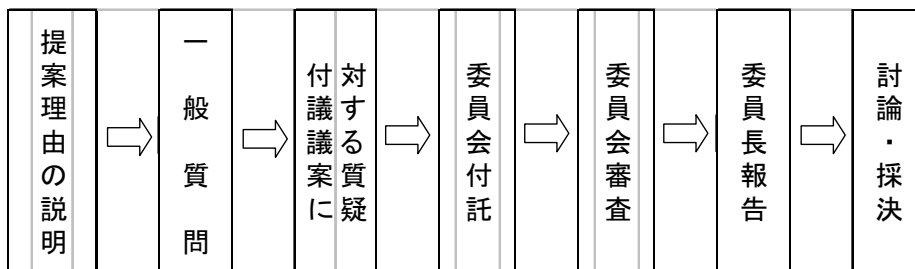 提案理由の説明
一般質問
付議議案に
対する質疑
委員会付託
委員会審査
委員長報告
討論・採決